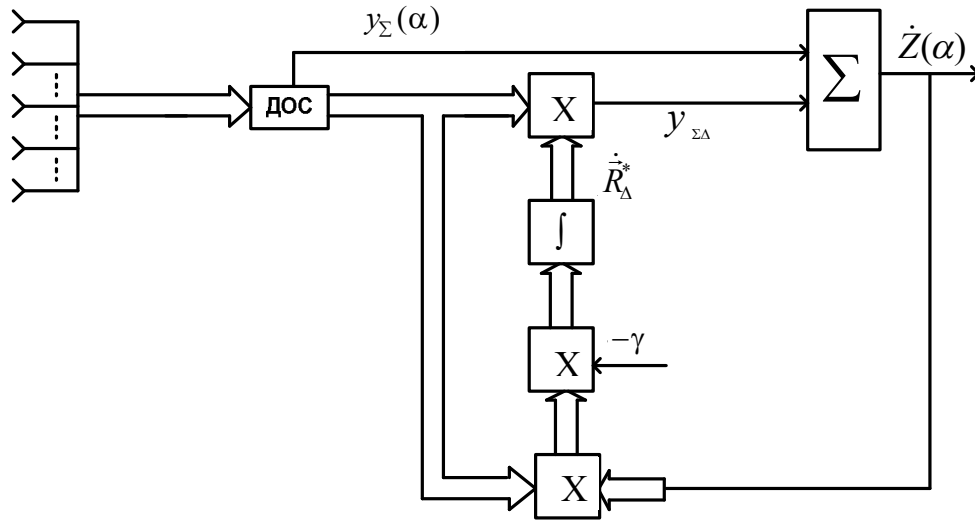 y_Σ(α)
Ż(α)
ДОС
X
Σ
y_ΣΔ
Ṙ⃗*_Δ
∫
X
−γ
X